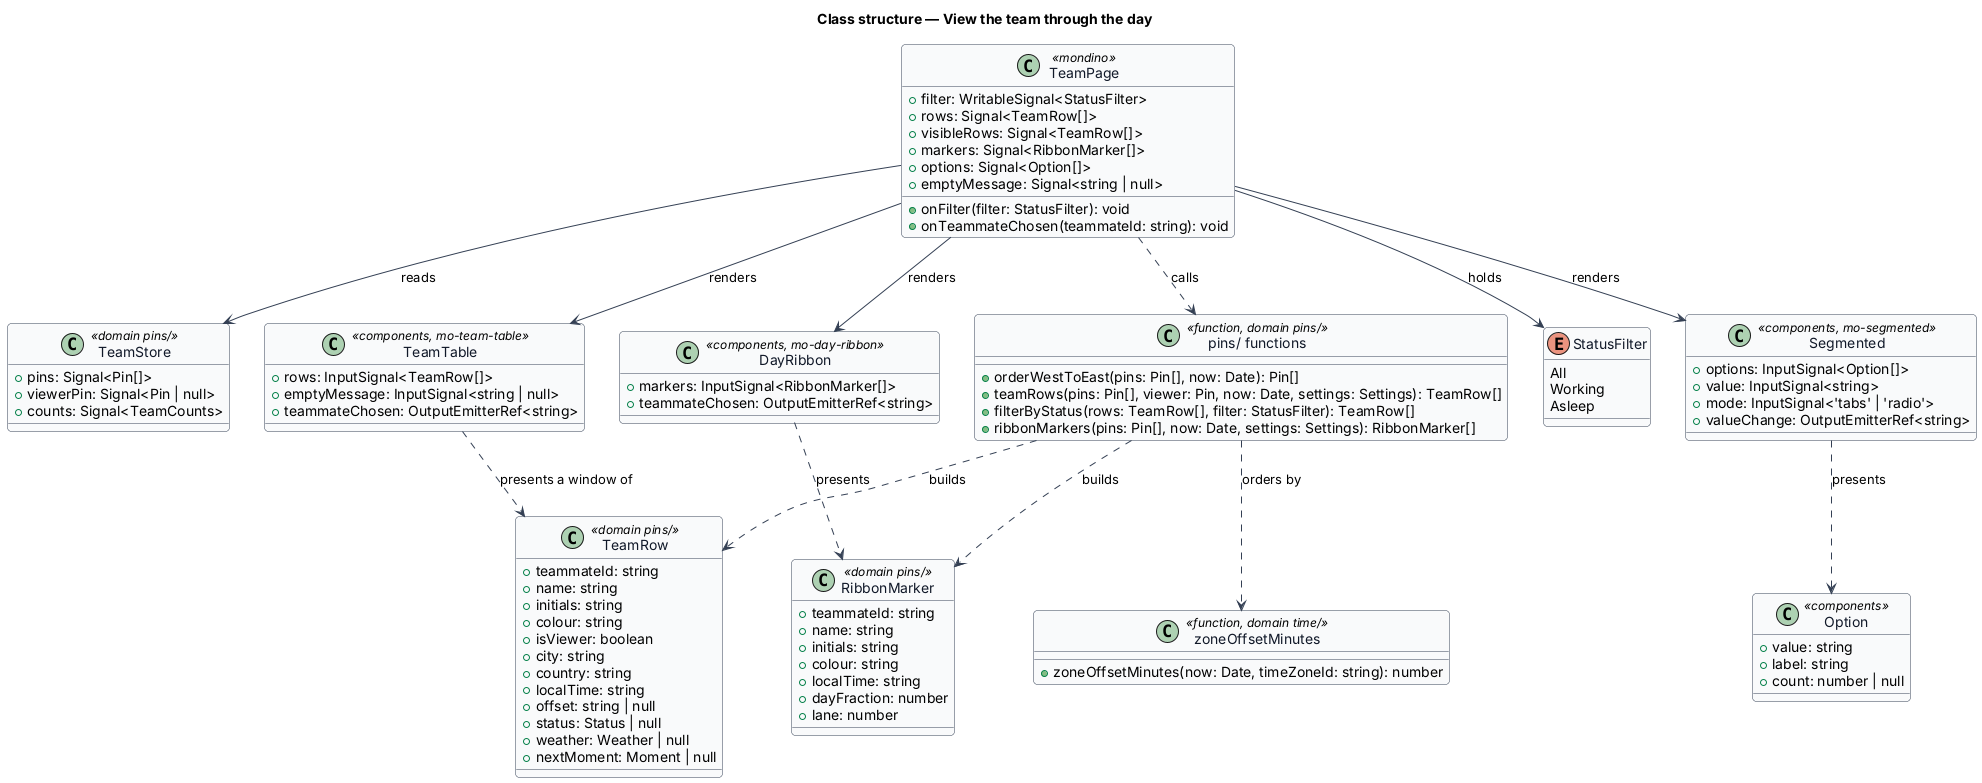 Class structure — View the team through the day
«mondino»
C TeamPage
filter: WritableSignal<StatusFilter>
rows: Signal<TeamRow[]>
visibleRows: Signal<TeamRow[]>
markers: Signal<RibbonMarker[]>
options: Signal<Option[]>
emptyMessage: Signal<string | null>
onFilter(filter: StatusFilter): void
onTeammateChosen(teammateId: string): void
reads
renders
renders
calls
holds
renders
«domain pins/»
C TeamStore
pins: Signal<Pin[]>
viewerPin: Signal<Pin | null>
counts: Signal<TeamCounts>
«components, mo-team-table»
C TeamTable
rows: InputSignal<TeamRow[]>
emptyMessage: InputSignal<string | null>
teammateChosen: OutputEmitterRef<string>
«components, mo-day-ribbon»
C DayRibbon
markers: InputSignal<RibbonMarker[]>
teammateChosen: OutputEmitterRef<string>
«function, domain pins/»
C pins/ functions
orderWestToEast(pins: Pin[], now: Date): Pin[]
teamRows(pins: Pin[], viewer: Pin, now: Date, settings: Settings): TeamRow[]
filterByStatus(rows: TeamRow[], filter: StatusFilter): TeamRow[]
ribbonMarkers(pins: Pin[], now: Date, settings: Settings): RibbonMarker[]
E StatusFilter
All
Working
Asleep
«components, mo-segmented»
C Segmented
options: InputSignal<Option[]>
value: InputSignal<string>
mode: InputSignal<'tabs' | 'radio'>
valueChange: OutputEmitterRef<string>
presents a window of
presents
builds
builds
orders by
presents
«domain pins/»
C TeamRow
teammateId: string
name: string
initials: string
colour: string
isViewer: boolean
city: string
country: string
localTime: string
offset: string | null
status: Status | null
weather: Weather | null
nextMoment: Moment | null
«domain pins/»
C RibbonMarker
teammateId: string
name: string
initials: string
colour: string
localTime: string
dayFraction: number
lane: number
«function, domain time/»
C zoneOffsetMinutes
zoneOffsetMinutes(now: Date, timeZoneId: string): number
«components»
C Option
value: string
label: string
count: number | null